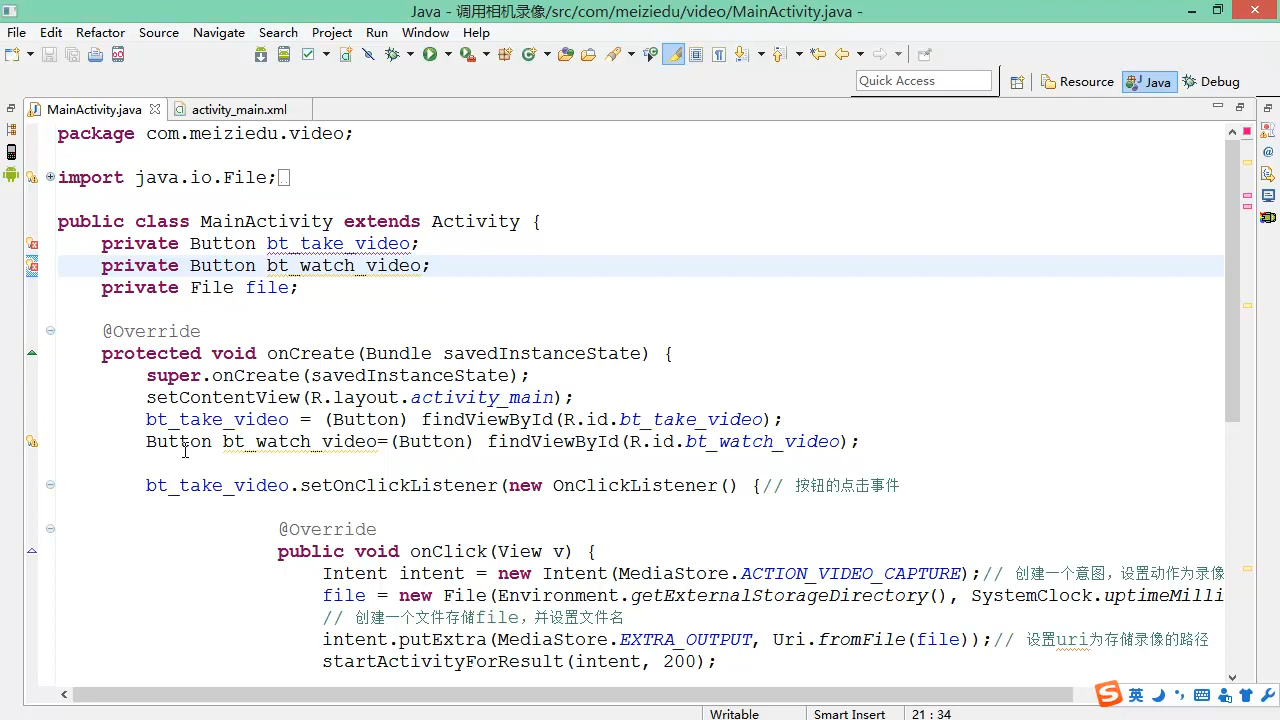 Java - 调用相机录像/src/com/meiziedu/video/MainActivity.java -
File Edit Refactor Source Navigate Search Project Run Window Help
Quick Access
Resource
Java
Debug
MainActivity.java
activity_main.xml
package com.meiziedu.video;
import java.io.File;
public class MainActivity extends Activity {
private Button bt_take_video;
private Button bt_watch_video;
private File file;
@Override
protected void onCreate(Bundle savedInstanceState) {
super.onCreate(savedInstanceState);
setContentView(R.layout.activity_main);
bt_take_video = (Button) findViewById(R.id.bt_take_video);
Button bt_watch_video=(Button) findViewById(R.id.bt_watch_video);
bt_take_video.setOnClickListener(new OnClickListener() {// 按钮的点击事件
@Override
public void onClick(View v) {
Intent intent = new Intent(MediaStore.ACTION_VIDEO_CAPTURE);// 创建一个意图，设置动作为录像
file = new File(Environment.getExternalStorageDirectory(), SystemClock.uptimeMilli
// 创建一个文件存储file，并设置文件名
intent.putExtra(MediaStore.EXTRA_OUTPUT, Uri.fromFile(file));// 设置uri为存储录像的路径
startActivityForResult(intent, 200);
英
Writable
Smart Insert
21 : 34